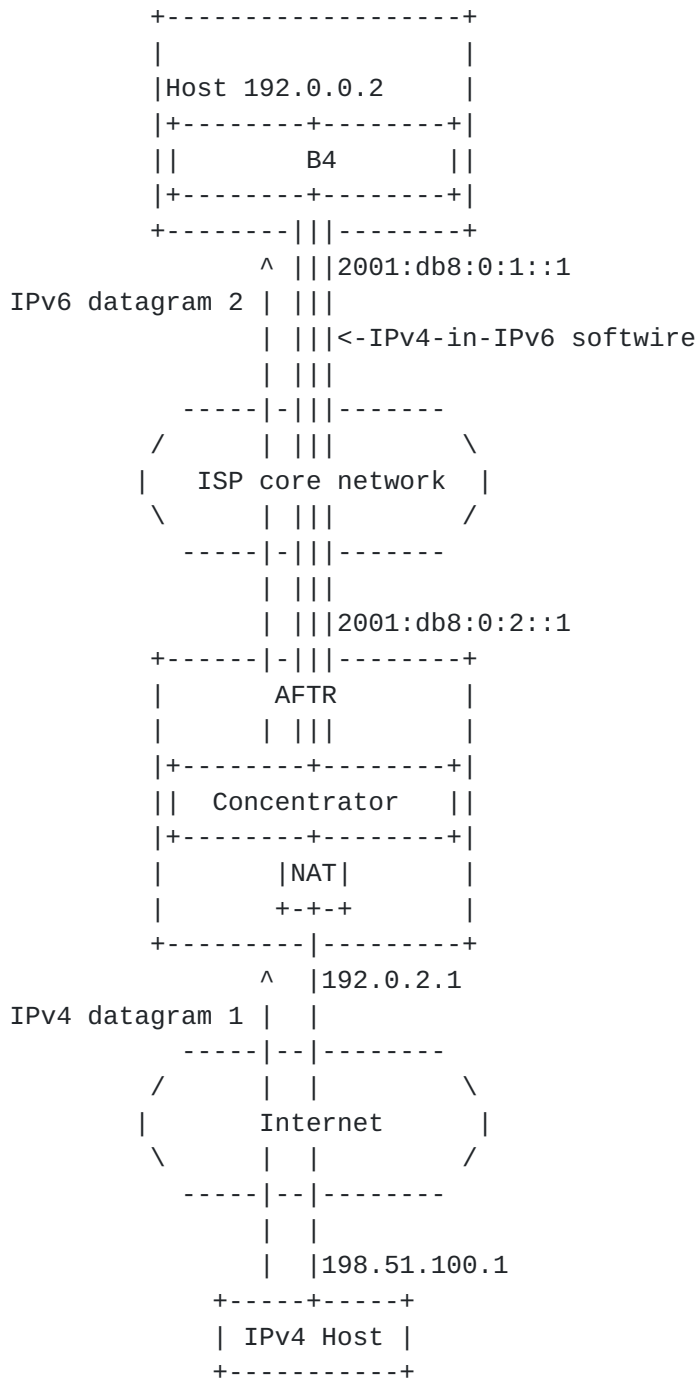 Host 192.0.0.2
B4
2001:db8:0:1::1
IPv6 datagram 2
<-IPv4-in-IPv6 softwire
ISP core network
2001:db8:0:2::1
AFTR
Concentrator
NAT
192.0.2.1
IPv4 datagram 1
Internet
198.51.100.1
IPv4 Host